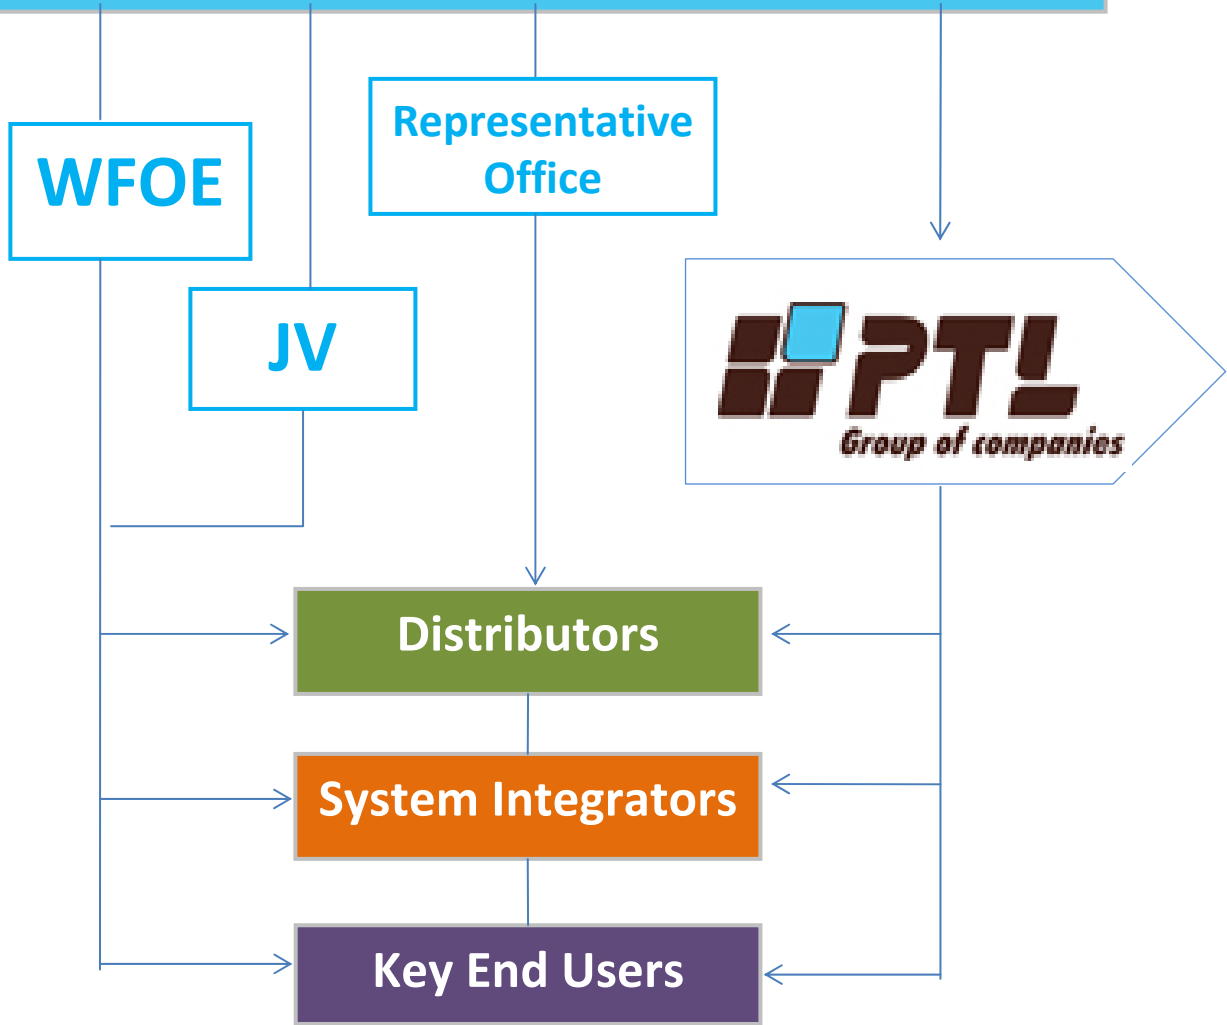 Representative
Office
WFOE
JV
PTL
Group of companies
Distributors
System Integrators
Key End Users